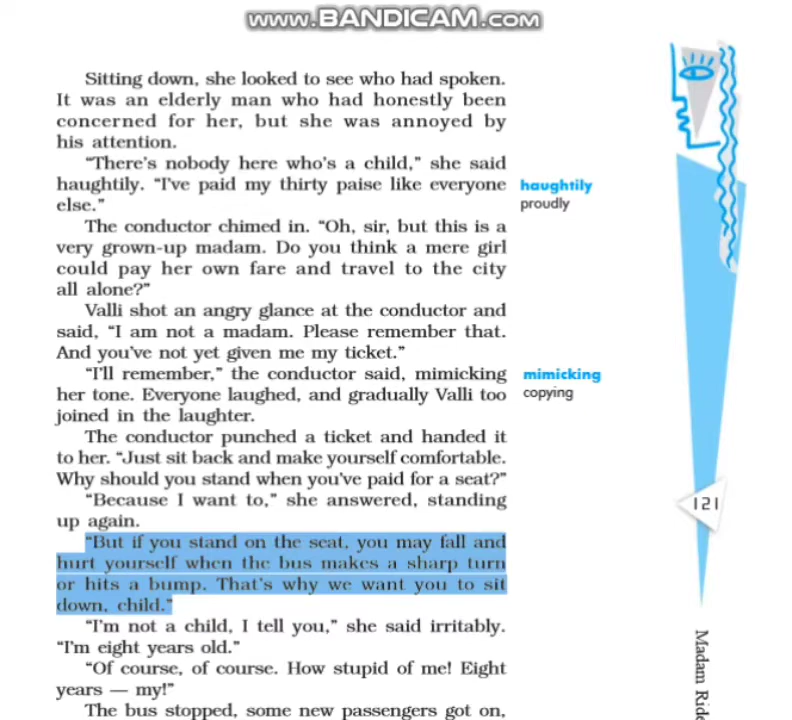 www.BANDICAM.com
Sitting down, she looked to see who had spoken.
It was an elderly man who had honestly been
concerned for her, but she was annoyed by
his attention.
“There’s nobody here who’s a child,” she said
haughtily. “I’ve paid my thirty paise like everyone
else.”
haughtily
proudly
The conductor chimed in. “Oh, sir, but this is a
very grown-up madam. Do you think a mere girl
could pay her own fare and travel to the city
all alone?”
Valli shot an angry glance at the conductor and
said, “I am not a madam. Please remember that.
And you’ve not yet given me my ticket.”
“I’ll remember,” the conductor said, mimicking
her tone. Everyone laughed, and gradually Valli too
joined in the laughter.
mimicking
copying
The conductor punched a ticket and handed it
to her. “Just sit back and make yourself comfortable.
Why should you stand when you’ve paid for a seat?”
“Because I want to,” she answered, standing
up again.
121
“But if you stand on the seat, you may fall and
hurt yourself when the bus makes a sharp turn
or hits a bump. That’s why we want you to sit
down, child.”
“I’m not a child, I tell you,” she said irritably.
“I’m eight years old.”
“Of course, of course. How stupid of me! Eight
years — my!”
The bus stopped, some new passengers got on,
Madam Ride